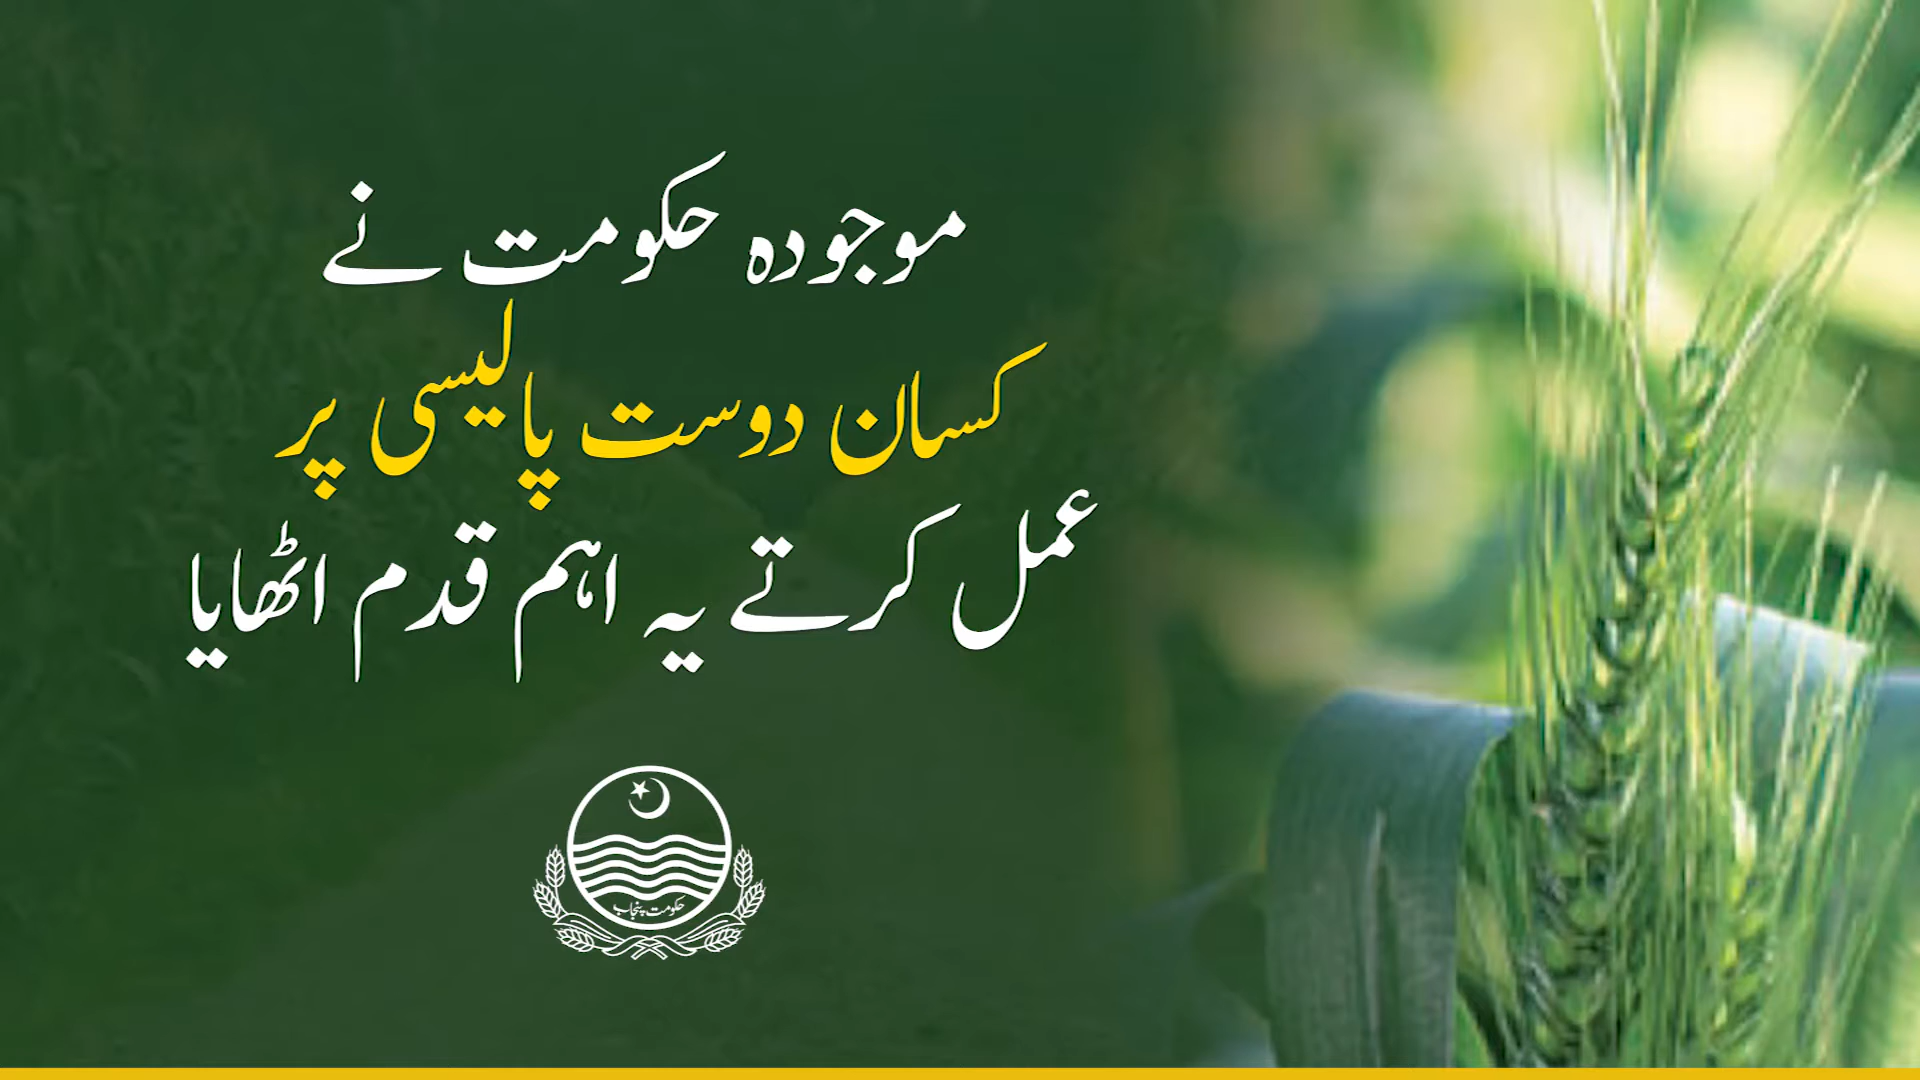 موجودہ حکومت نے
کسان دوست پالیسی پر
عمل کرتے یہ اہم قدم اٹھایا
حکومت پنجاب